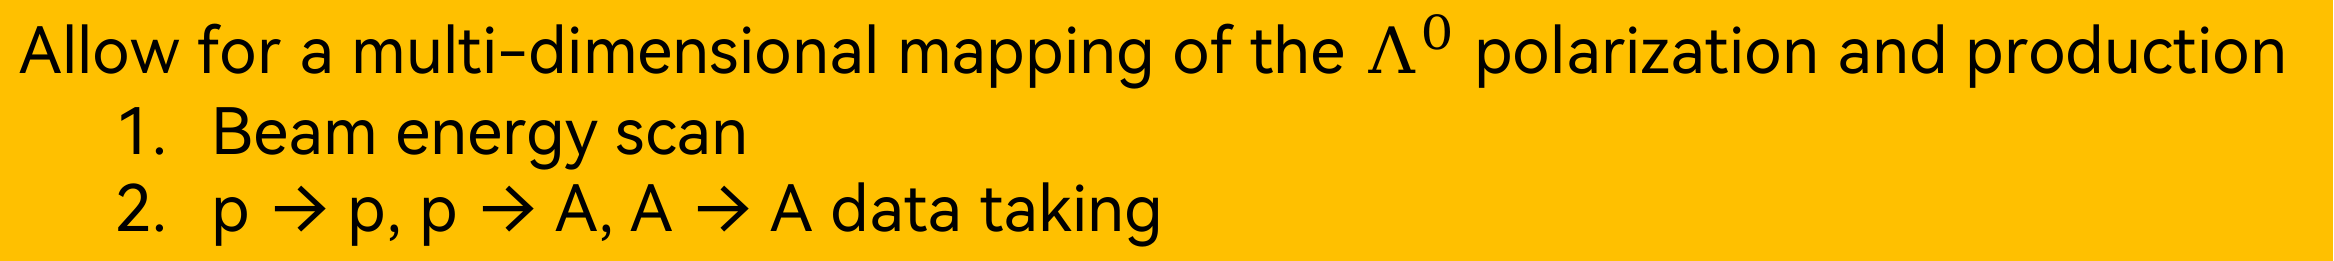 Allow for a multi-dimensional mapping of the Λ⁰ polarization and production
1. Beam energy scan
2. p → p, p → A, A → A data taking